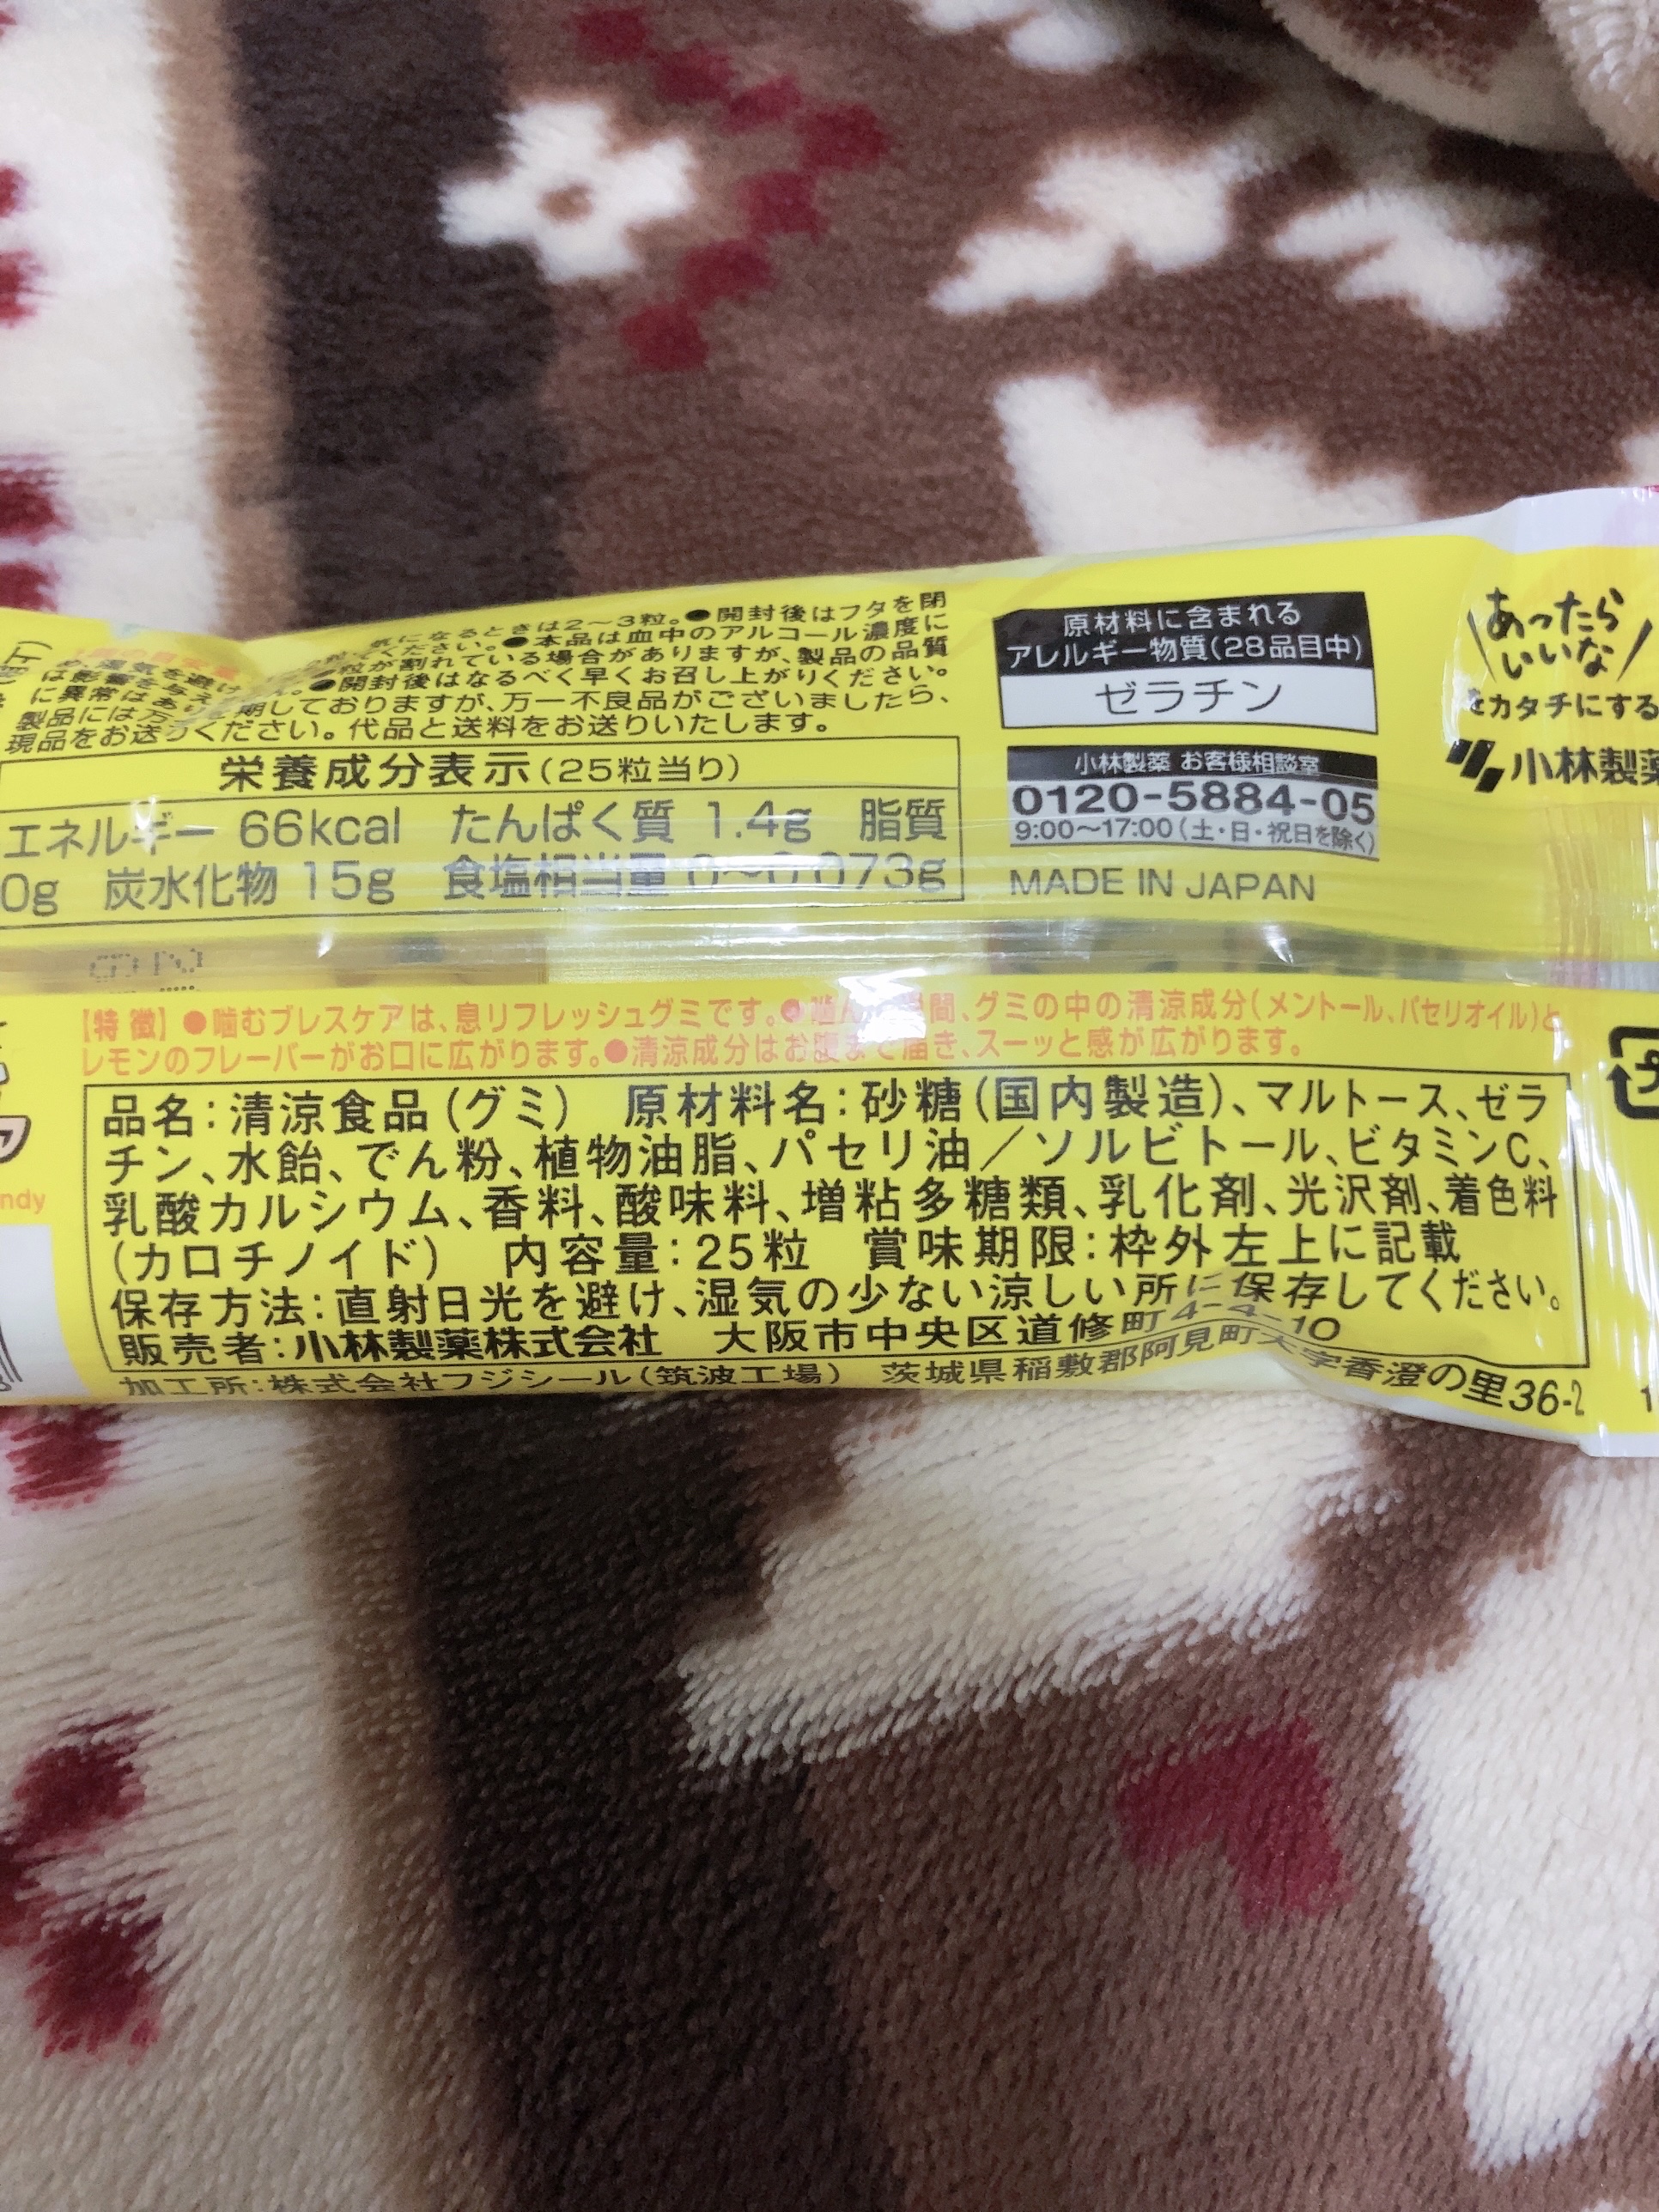 気になるときは2〜3粒。●開封後はフタを閉
ください。●本品は血中のアルコール濃度に
粒が割れている場合がありますが、製品の品質
●開封後はなるべく早くお召し上がりください。
期しておりますが、万一不良品がございましたら、
現品をお送りください。代品と送料をお送りいたします。
栄養成分表示(25粒当り)
エネルギー 66kcal たんぱく質 1.4g 脂質
0g 炭水化物 15g 食塩相当量 0〜0.073g
原材料に含まれる
アレルギー物質(28品目中)
ゼラチン
小林製薬 お客様相談室
0120-5884-05
9:00〜17:00(土・日・祝日を除く)
MADE IN JAPAN
あったら
いいな
をカタチにする
小林製薬
【特徴】●噛むブレスケアは、息リフレッシュグミです。●噛んだ瞬間、グミの中の清涼成分(メントール、パセリオイル)と
レモンのフレーバーがお口に広がります。●清涼成分はお腹まで届き、スーッと感が広がります。
品名:清涼食品(グミ) 原材料名:砂糖(国内製造)、マルトース、ゼラ
チン、水飴、でん粉、植物油脂、パセリ油/ソルビトール、ビタミンC、
乳酸カルシウム、香料、酸味料、増粘多糖類、乳化剤、光沢剤、着色料
(カロチノイド) 内容量:25粒 賞味期限:枠外左上に記載
保存方法:直射日光を避け、湿気の少ない涼しい所に保存してください。
販売者:小林製薬株式会社 大阪市中央区道修町4-4-10
加工所:株式会社フジシール(筑波工場) 茨城県稲敷郡阿見町大字香澄の里36-2
ndy
プ